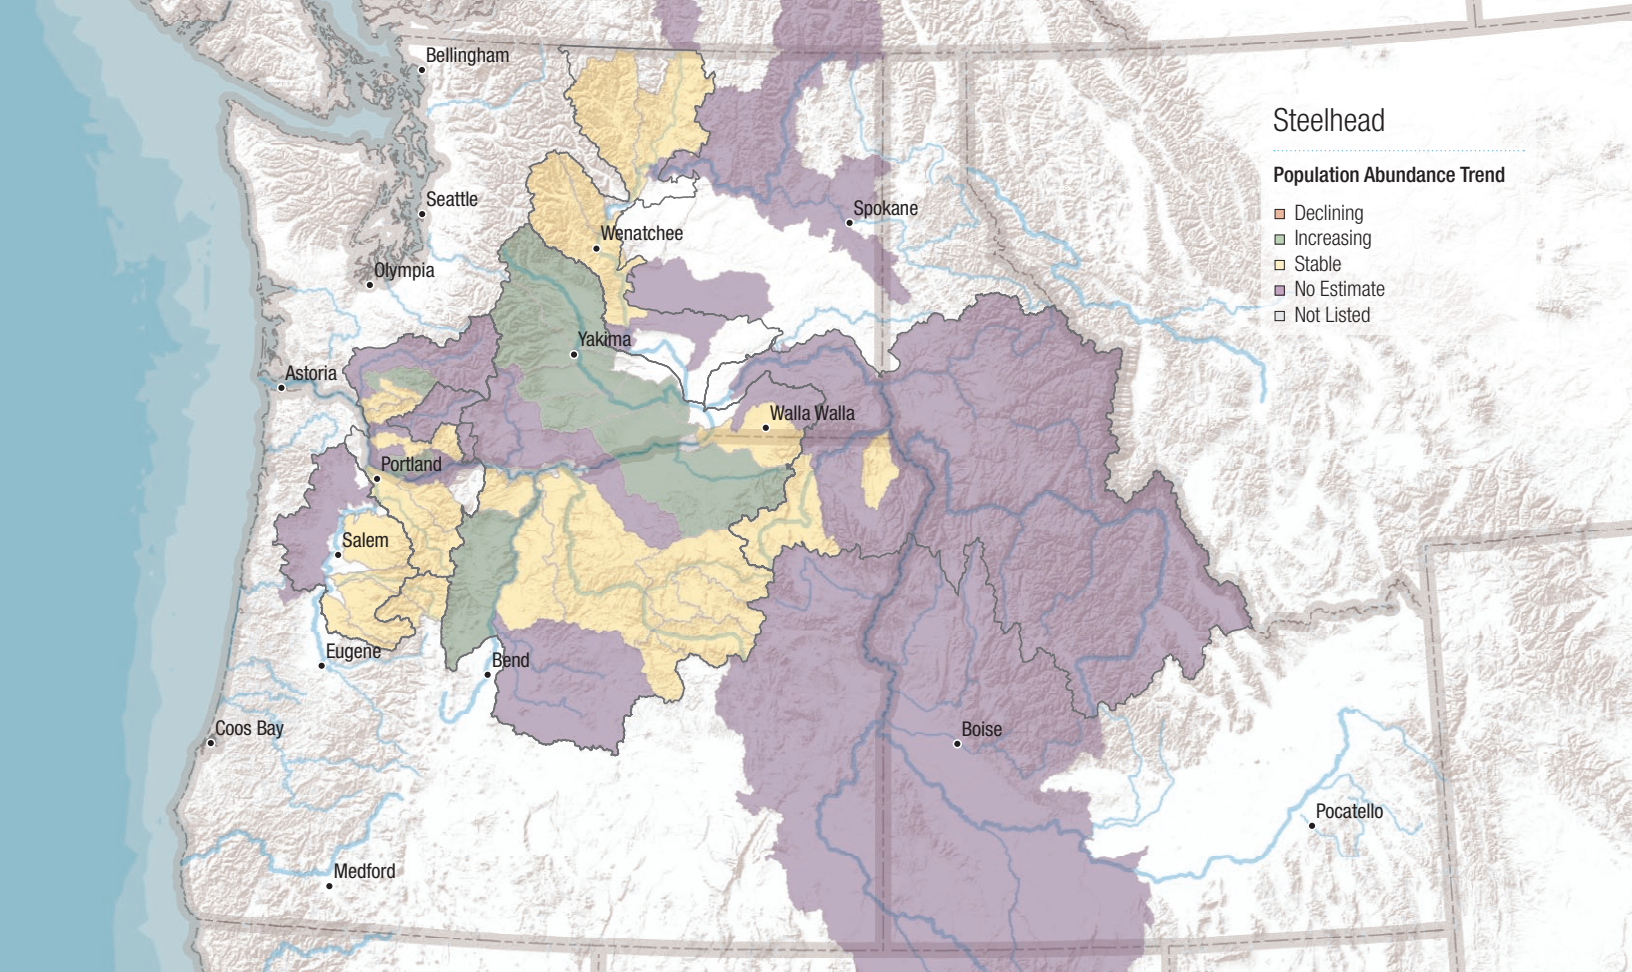 Bellingham
Seattle
Spokane
Wenatchee
Olympia
Yakima
Astoria
Walla Walla
Portland
Salem
Eugene
Bend
Coos Bay
Boise
Pocatello
Medford
Steelhead
Population Abundance Trend
Declining
Increasing
Stable
No Estimate
Not Listed